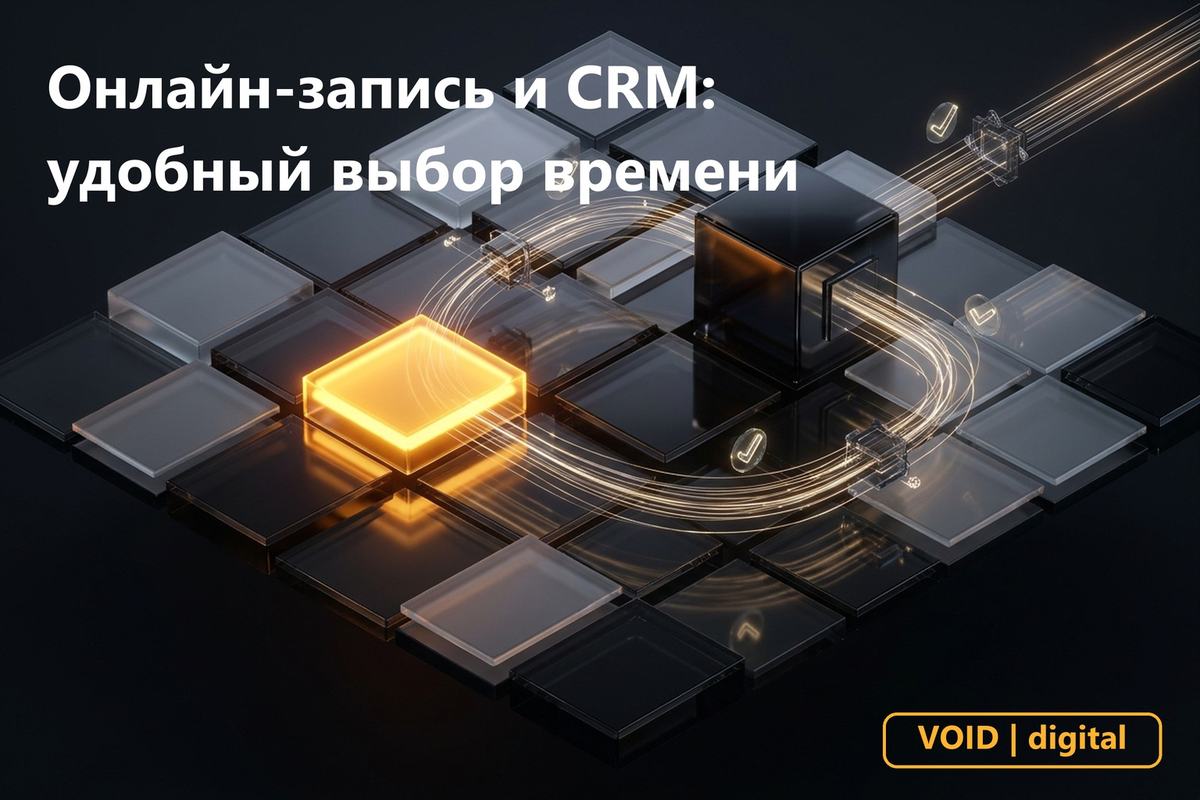 Онлайн-запись и CRM:
удобный выбор времени
VOID | digital